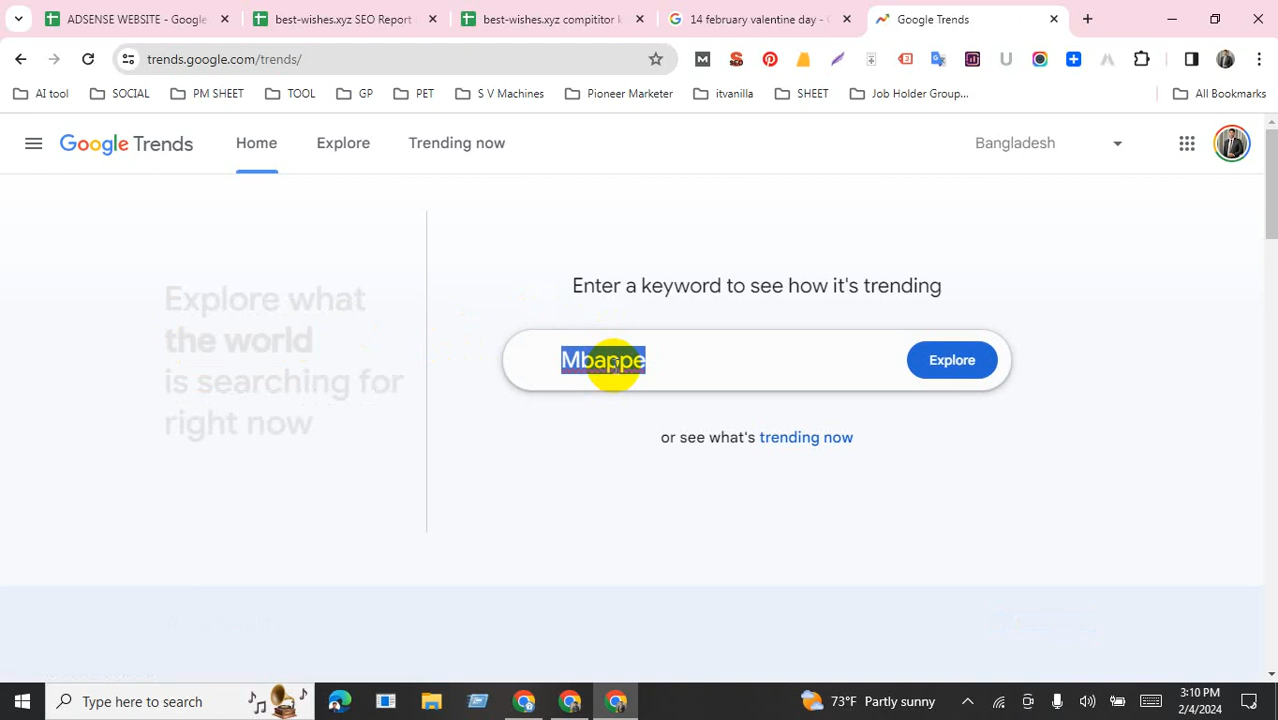 ADSENSE WEBSITE - Google
best-wishes.xyz SEO Report
best-wishes.xyz compititor k
14 february valentine day -
Google Trends
trends.google.com/trends/
AI tool
SOCIAL
PM SHEET
TOOL
GP
PET
S V Machines
Pioneer Marketer
itvanilla
SHEET
Job Holder Group...
All Bookmarks
Google Trends
Home
Explore
Trending now
Bangladesh
Explore what
the world
is searching for
right now
Enter a keyword to see how it's trending
Mbappe
Explore
or see what's trending now
Type here to search
73°F Partly sunny
3:10 PM
2/4/2024